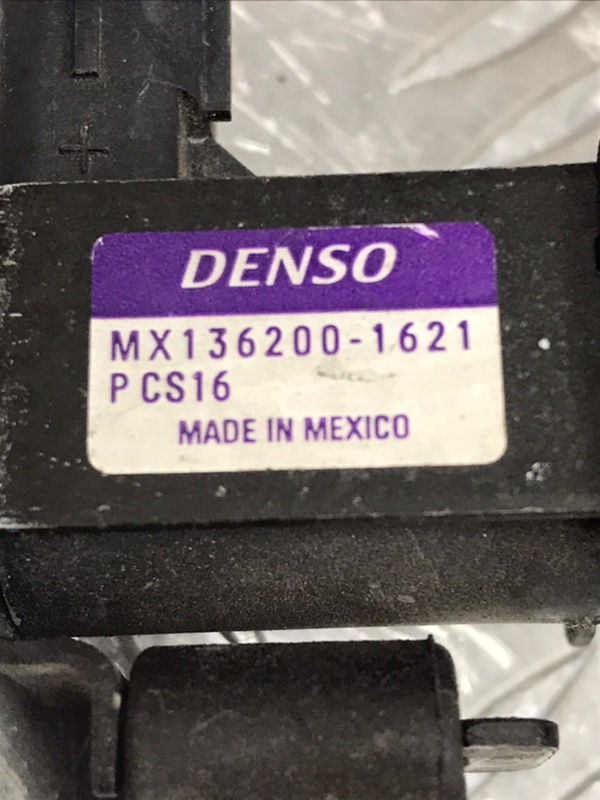 +
DENSO
MX136200-1621
P CS16
MADE IN MEXICO